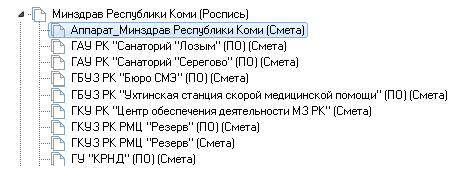 Минздрав Республики Коми (Роспись)
Аппарат_Минздрав Республики Коми (Смета)
ГАУ РК "Санаторий "Лозым" (ПО) (Смета)
ГАУ РК "Санаторий "Серегово" (ПО) (Смета)
ГБУЗ РК "Бюро СМЭ" (ПО) (Смета)
ГБУЗ РК "Ухтинская станция скорой медицинской помощи" (ПО) (Смета)
ГКУ РК "Центр обеспечения деятельности МЗ РК" (Смета)
ГКУЗ РК РМЦ "Резерв" (ПО) (Смета)
ГКУЗ РК РМЦ "Резерв" (Смета)
ГУ "КРНД" (ПО) (Смета)